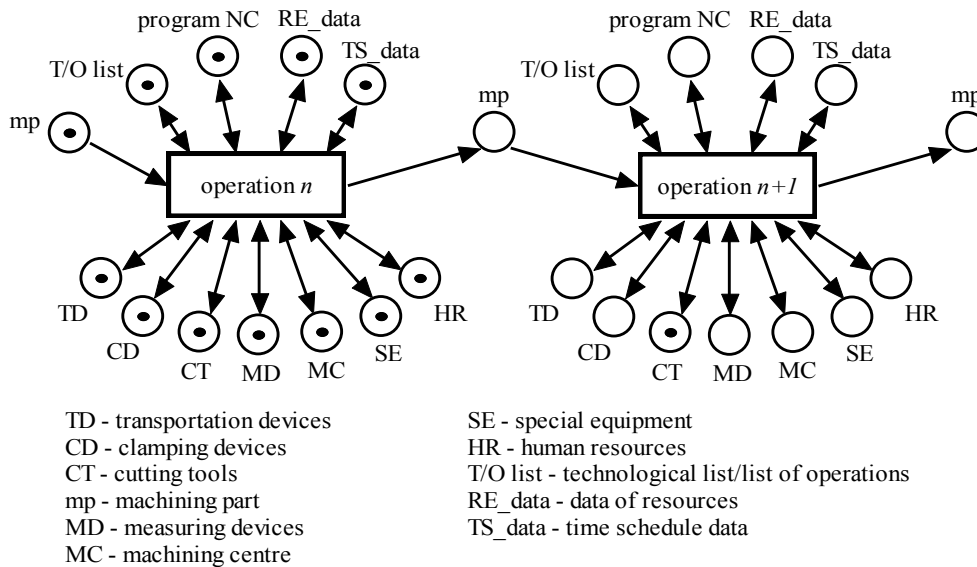 program NC
RE_data
T/O list
TS_data
mp
operation n
TD
CD
CT
MD
MC
SE
HR
mp
program NC
RE_data
T/O list
TS_data
mp
operation n+1
TD
CD
CT
MD
MC
SE
HR
TD - transportation devices
CD - clamping devices
CT - cutting tools
mp - machining part
MD - measuring devices
MC - machining centre
SE - special equipment
HR - human resources
T/O list - technological list/list of operations
RE_data - data of resources
TS_data - time schedule data